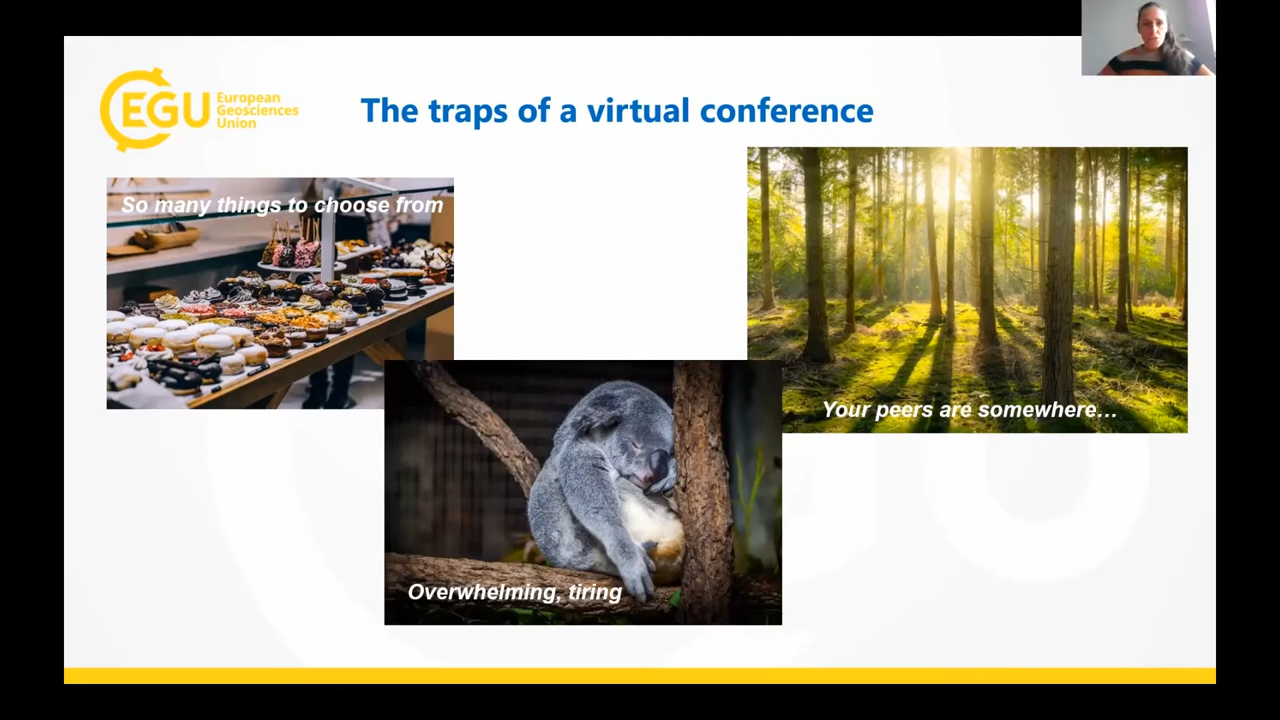 EGU
European
Geosciences
Union
The traps of a virtual conference
So many things to choose from
Your peers are somewhere…
Overwhelming, tiring